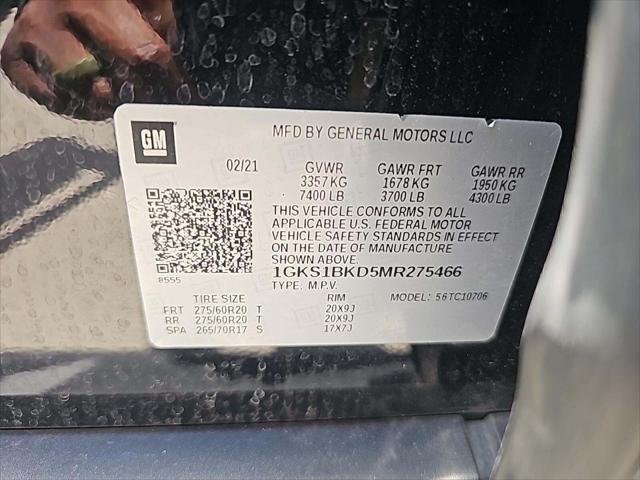 GM
MFD BY GENERAL MOTORS LLC
02/21 GVWR GAWR FRT GAWR RR
3357 KG 1678 KG 1950 KG
7400 LB 3700 LB 4300 LB
THIS VEHICLE CONFORMS TO ALL
APPLICABLE U.S. FEDERAL MOTOR
VEHICLE SAFETY STANDARDS IN EFFECT
ON THE DATE OF MANUFACTURE
SHOWN ABOVE.
8555
1GKS1BKD5MR275466
TYPE: M.P.V. MODEL: 56TC10706
TIRE SIZE RIM
FRT 275/60R20 T 20X9J
RR 275/60R20 T 20X9J
SPA 265/70R17 S 17X7J